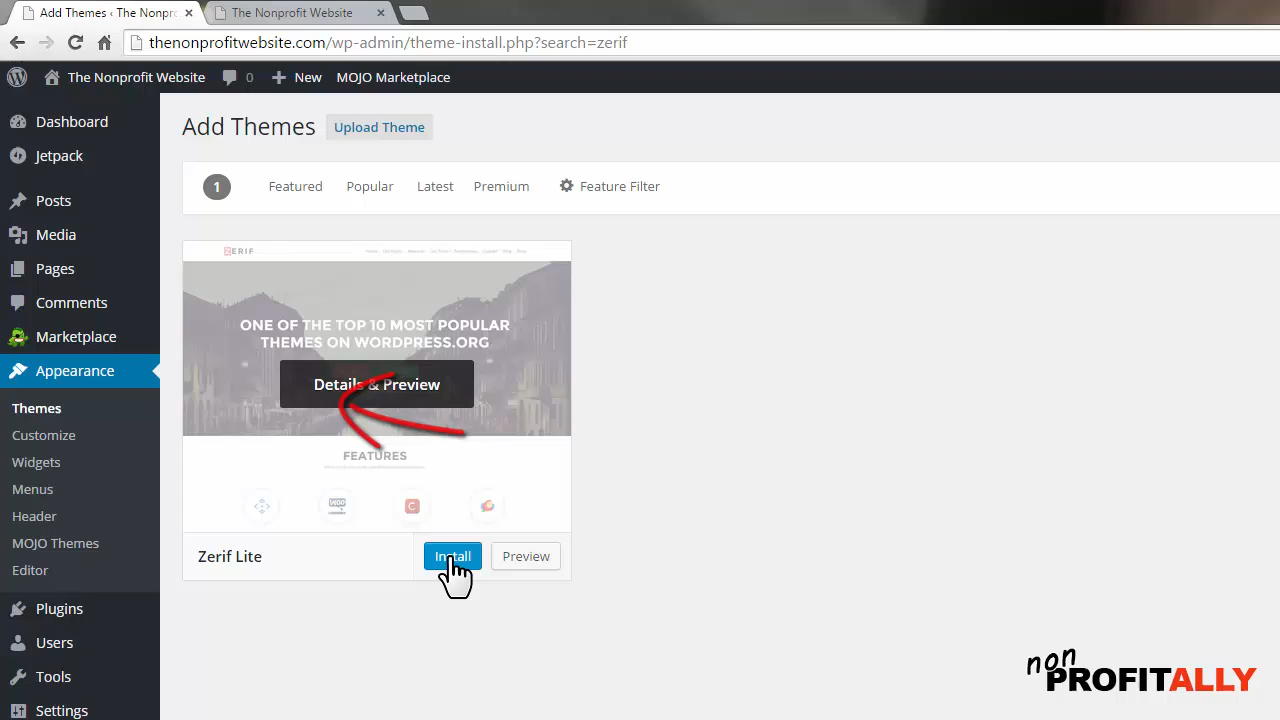 Add Themes ‹ The Nonpr
The Nonprofit Website
thenonprofitwebsite.com/wp-admin/theme-install.php?search=zerif
The Nonprofit Website
0
New
MOJO Marketplace
Dashboard
Jetpack
Posts
Media
Pages
Comments
Marketplace
Appearance
Themes
Customize
Widgets
Menus
Header
MOJO Themes
Editor
Plugins
Users
Tools
Settings
Add Themes
Upload Theme
1
Featured
Popular
Latest
Premium
Feature Filter
ZERIF
ONE OF THE TOP 10 MOST POPULAR
THEMES ON WORDPRESS.ORG
Details & Preview
FEATURES
Zerif Lite
Install
Preview
non
PROFITALLY